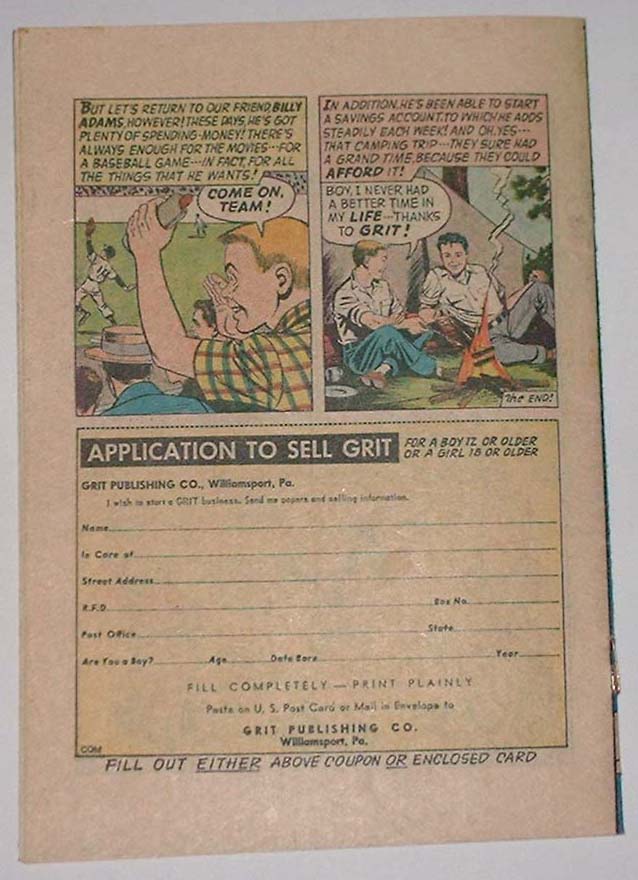 BUT LET'S RETURN TO OUR FRIEND, BILLY
ADAMS, HOWEVER! THESE DAYS, HE'S GOT
PLENTY OF SPENDING-MONEY! THERE'S
ALWAYS ENOUGH FOR THE MOVIES---FOR
A BASEBALL GAME---IN FACT, FOR ALL
THE THINGS THAT HE WANTS!
COME ON,
TEAM!
IN ADDITION, HE'S BEEN ABLE TO START
A SAVINGS ACCOUNT, TO WHICH HE ADDS
STEADILY EACH WEEK! AND OH, YES---
THAT CAMPING TRIP---THEY SURE HAD
A GRAND TIME, BECAUSE THEY COULD
AFFORD IT!
BOY, I NEVER HAD
A BETTER TIME IN
MY LIFE---THANKS
TO GRIT!
THE END!
APPLICATION TO SELL GRIT
FOR A BOY 12 OR OLDER
OR A GIRL 18 OR OLDER
GRIT PUBLISHING CO., Williamsport, Pa.
I wish to start a GRIT business. Send me papers and selling information.
Name
In Care of
Street Address
R.F.D. Box No.
Post Office State
Are You a Boy? Age Date Born Year
FILL COMPLETELY — PRINT PLAINLY
Paste on U. S. Post Card or Mail in Envelope to
GRIT PUBLISHING CO.
Williamsport, Pa.
COM
FILL OUT EITHER ABOVE COUPON OR ENCLOSED CARD